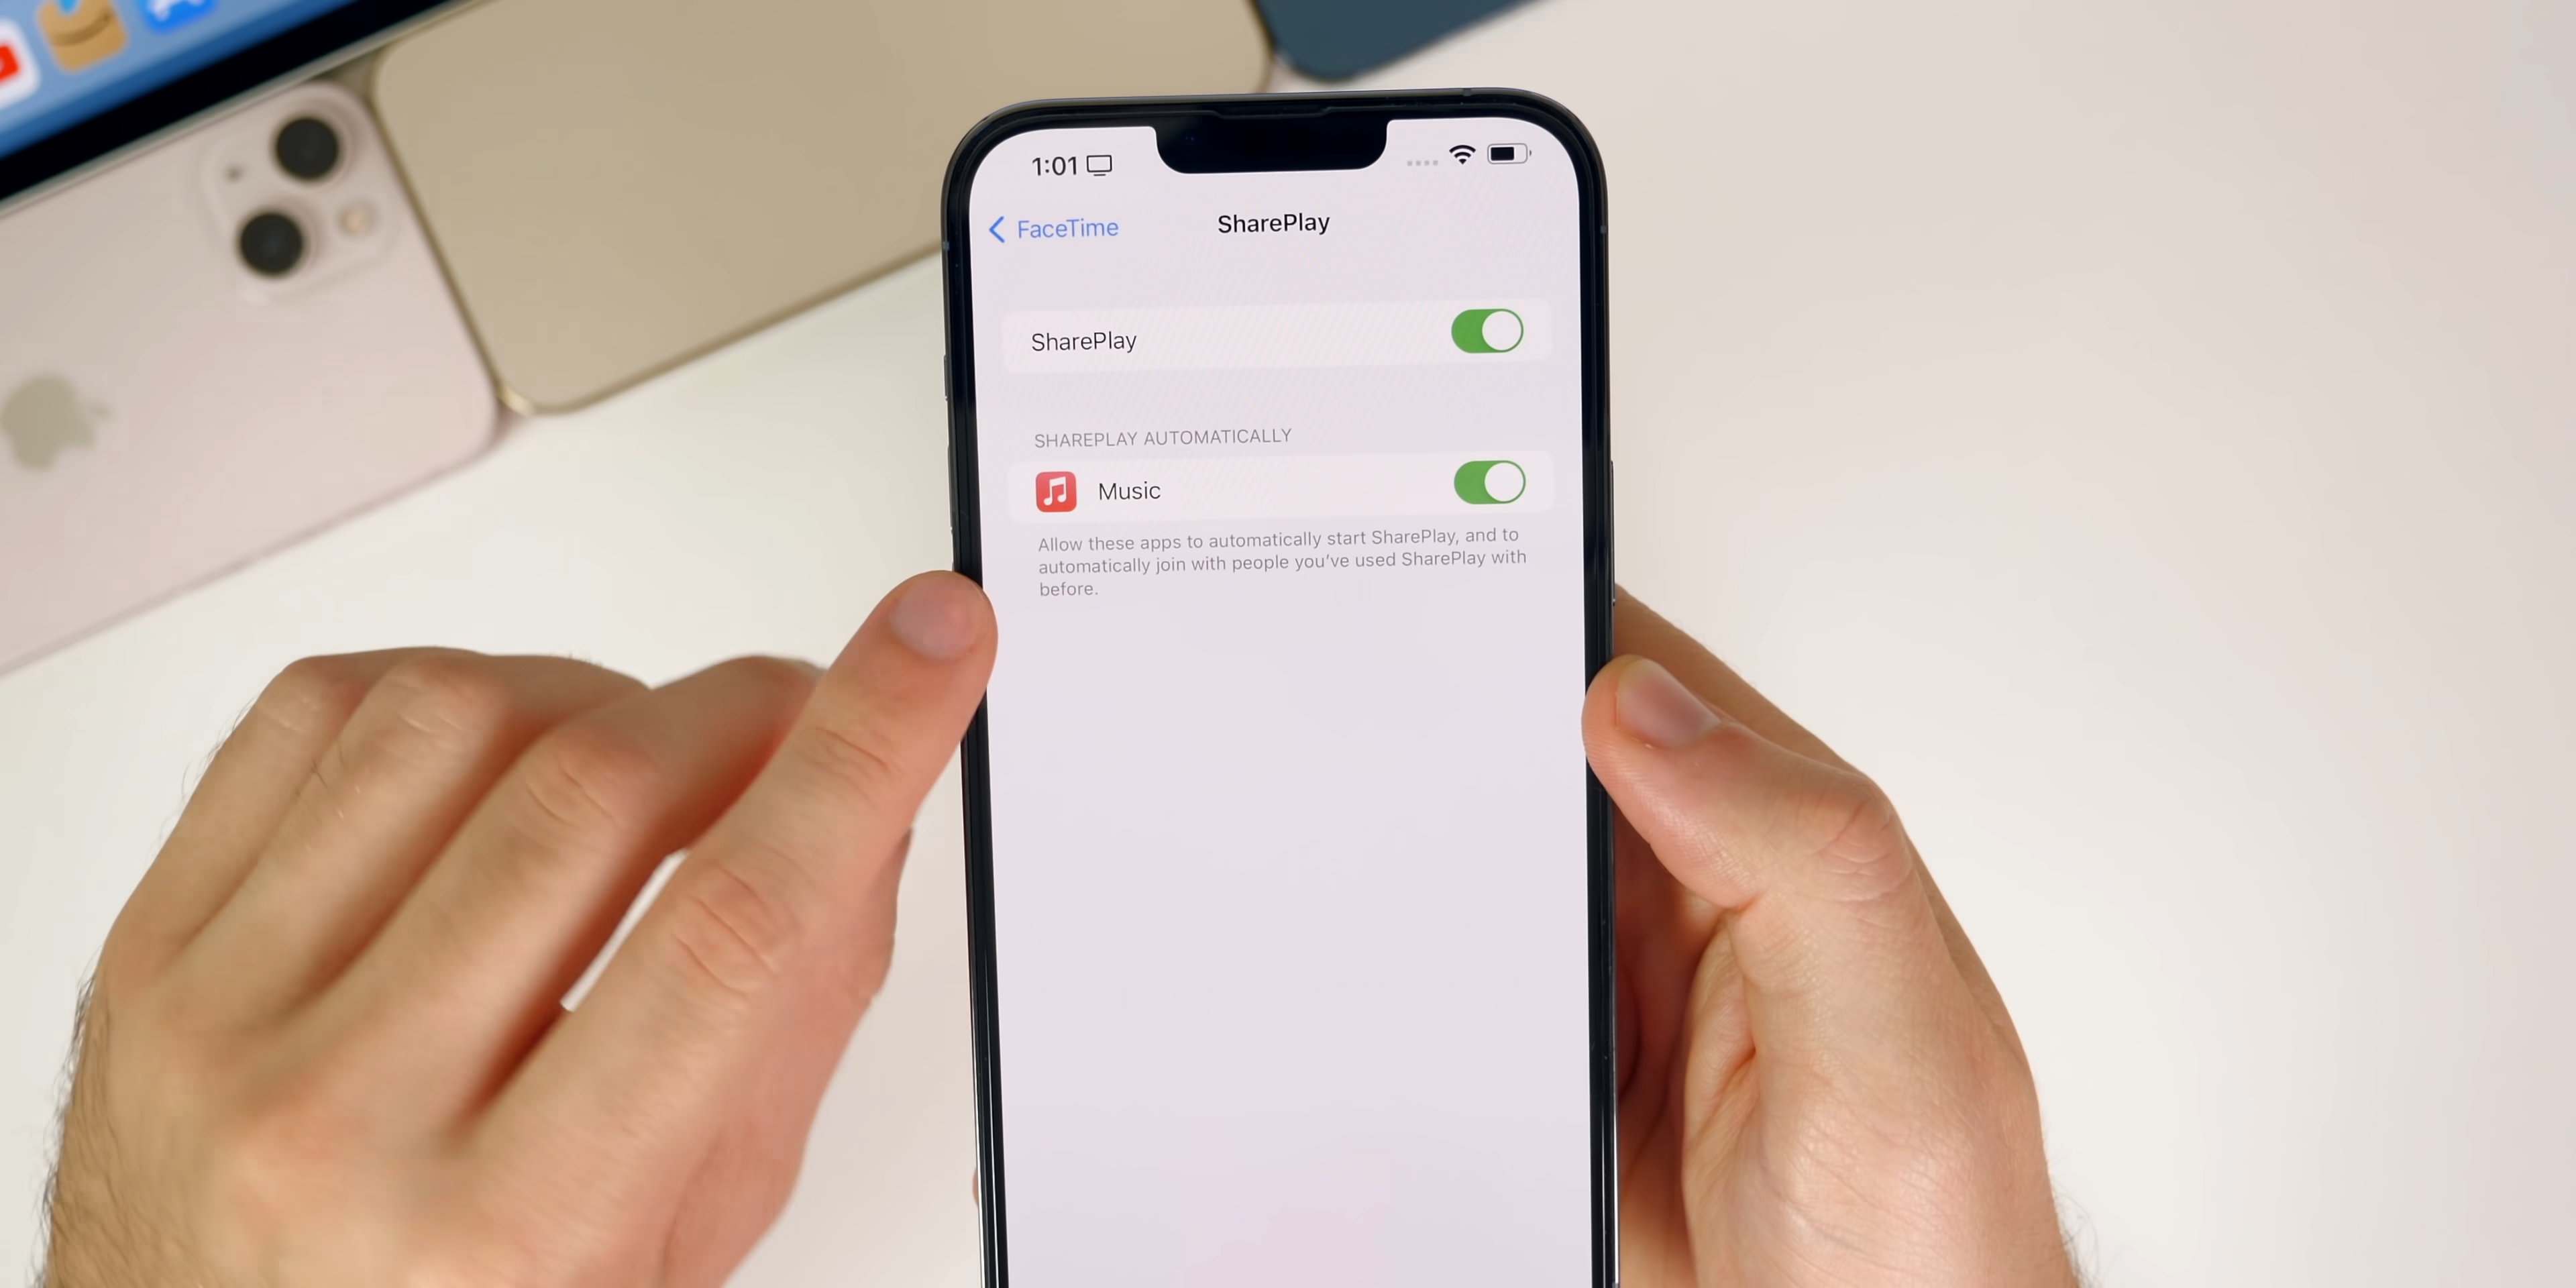 1:01
FaceTime
SharePlay
SharePlay
SHAREPLAY AUTOMATICALLY
Music
Allow these apps to automatically start SharePlay, and to
automatically join with people you’ve used SharePlay with
before.